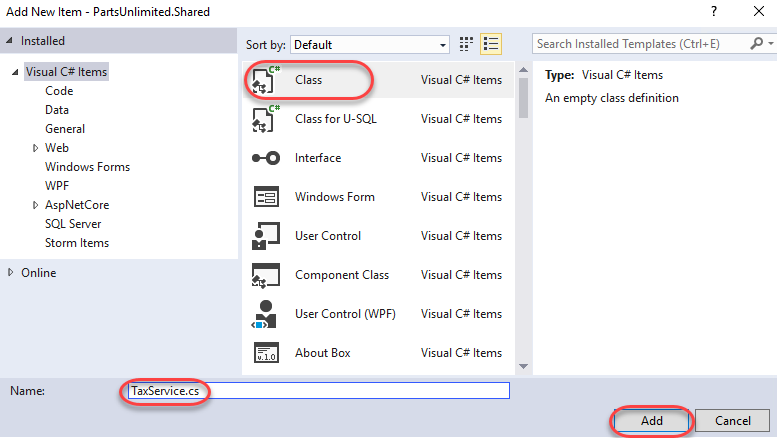 Add New Item - PartsUnlimited.Shared ? ×
Installed
Sort by: Default
Search Installed Templates (Ctrl+E)
Visual C# Items
Code
Data
General
Web
Windows Forms
WPF
AspNetCore
SQL Server
Storm Items
Online
C# Class Visual C# Items
C# Class for U-SQL Visual C# Items
Interface Visual C# Items
Windows Form Visual C# Items
User Control Visual C# Items
Component Class Visual C# Items
User Control (WPF) Visual C# Items
v.1.0 About Box Visual C# Items
Type: Visual C# Items
An empty class definition
Name: TaxService.cs
Add Cancel